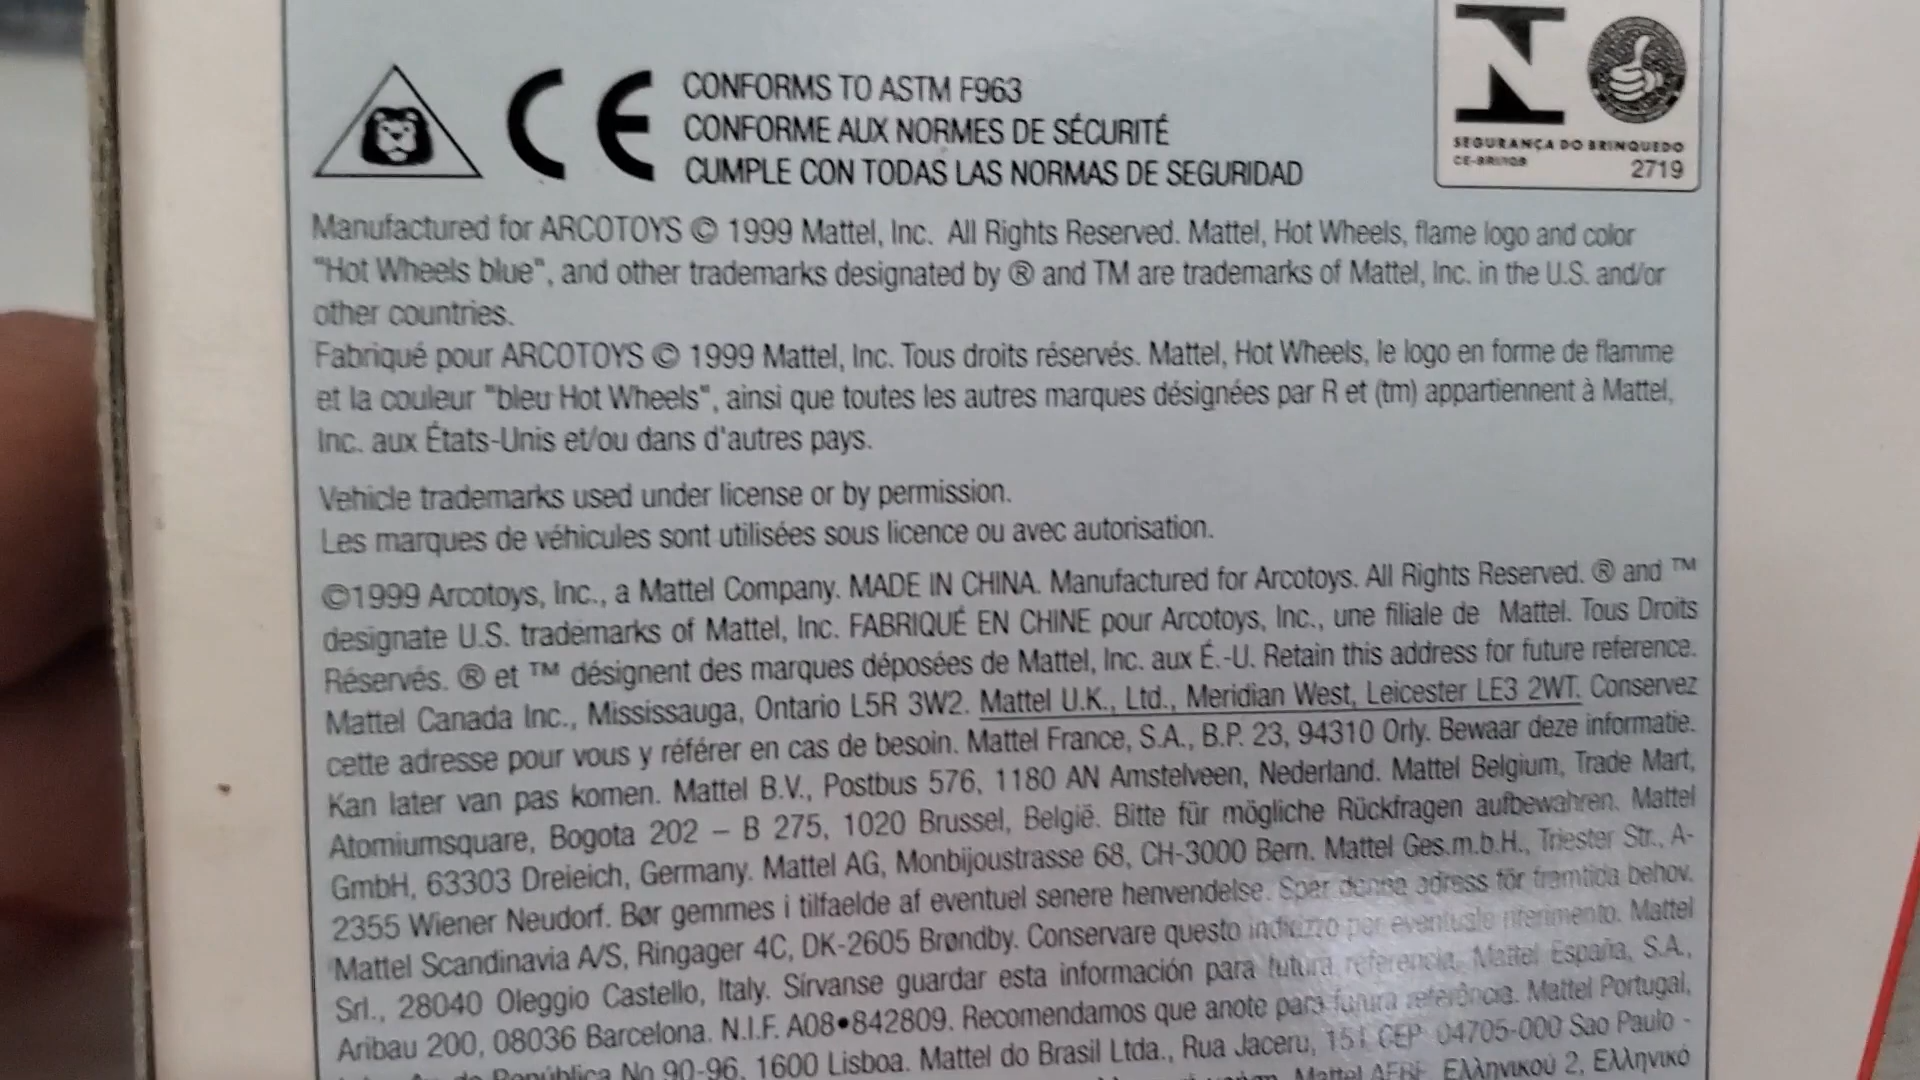 CE
CONFORMS TO ASTM F963
CONFORME AUX NORMES DE SÉCURITÉ
CUMPLE CON TODAS LAS NORMAS DE SEGURIDAD
SEGURANÇA DO BRINQUEDO
2719
Manufactured for ARCOTOYS © 1999 Mattel, Inc. All Rights Reserved. Mattel, Hot Wheels, flame logo and color
"Hot Wheels blue", and other trademarks designated by ® and TM are trademarks of Mattel, Inc. in the U.S. and/or
other countries.
Fabriqué pour ARCOTOYS © 1999 Mattel, Inc. Tous droits réservés. Mattel, Hot Wheels, le logo en forme de flamme
et la couleur "bleu Hot Wheels", ainsi que toutes les autres marques désignées par R et (tm) appartiennent à Mattel,
Inc. aux États-Unis et/ou dans d'autres pays.
Vehicle trademarks used under license or by permission.
Les marques de véhicules sont utilisées sous licence ou avec autorisation.
©1999 Arcotoys, Inc., a Mattel Company. MADE IN CHINA. Manufactured for Arcotoys. All Rights Reserved. ® and ™
designate U.S. trademarks of Mattel, Inc. FABRIQUÉ EN CHINE pour Arcotoys, Inc., une filiale de Mattel. Tous Droits
Réservés. ® et ™ désignent des marques déposées de Mattel, Inc. aux É.-U. Retain this address for future reference.
Mattel Canada Inc., Mississauga, Ontario L5R 3W2. Mattel U.K., Ltd., Meridian West, Leicester LE3 2WT. Conservez
cette adresse pour vous y référer en cas de besoin. Mattel France, S.A., B.P. 23, 94310 Orly. Bewaar deze informatie.
Kan later van pas komen. Mattel B.V., Postbus 576, 1180 AN Amstelveen, Nederland. Mattel Belgium, Trade Mart,
Atomiumsquare, Bogota 202 – B 275, 1020 Brussel, België. Bitte für mögliche Rückfragen aufbewahren. Mattel
GmbH, 63303 Dreieich, Germany. Mattel AG, Monbijoustrasse 68, CH-3000 Bern. Mattel Ges.m.b.H., Triester Str., A-
2355 Wiener Neudorf. Bør gemmes i tilfaelde af eventuel senere henvendelse. Spar denna adress för framtida behov.
Mattel Scandinavia A/S, Ringager 4C, DK-2605 Brøndby. Conservare questo indirizzo per eventuale riferimento. Mattel
Srl., 28040 Oleggio Castello, Italy. Sírvanse guardar esta información para futura referencia. Mattel España, S.A.,
Aribau 200, 08036 Barcelona. N.I.F. A08•842809. Recomendamos que anote para futura referência. Mattel Portugal,
República No 90-96, 1600 Lisboa. Mattel do Brasil Ltda., Rua Jaceru, 151 CEP 04705-000 Sao Paulo -
Mattel AEBE Ελληνικού 2, Ελληνικό